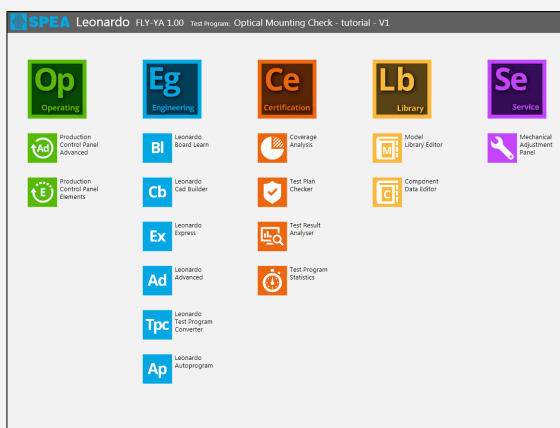 SPEA Leonardo FLY-YA 1.00 Test Program: Optical Mounting Check - tutorial - V1
Op
Operating
Ad
Production
Control Panel
Advanced
E
Production
Control Panel
Elements
Eg
Engineering
Bl
Leonardo
Board Learn
Cb
Leonardo
Cad Builder
Ex
Leonardo
Express
Ad
Leonardo
Advanced
Tpc
Leonardo
Test Program
Converter
Ap
Leonardo
Autoprogram
Ce
Certification
Coverage
Analysis
Test Plan
Checker
Test Result
Analyser
Test Program
Statistics
Lb
Library
M
Model
Library Editor
C
Component
Data Editor
Se
Service
Mechanical
Adjustment
Panel